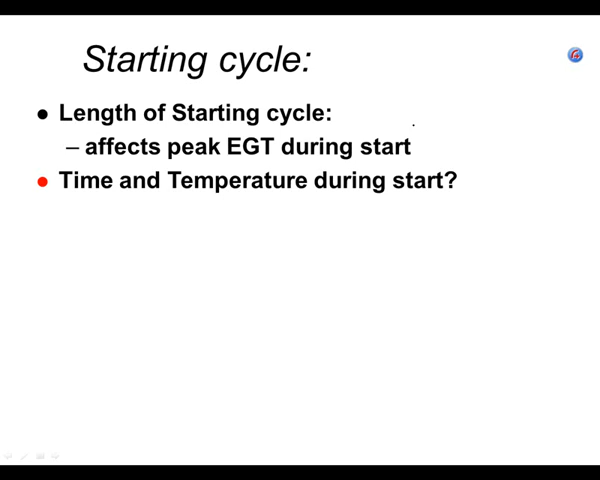 Starting cycle:
● Length of Starting cycle:
– affects peak EGT during start
● Time and Temperature during start?